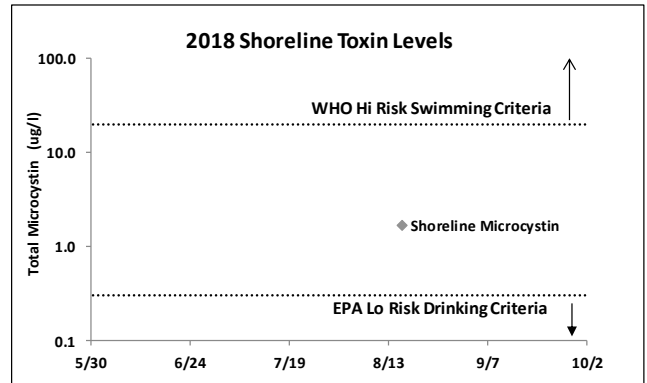 2018 Shoreline Toxin Levels
Total Microcystin (ug/l)
100.0
10.0
1.0
0.1
WHO Hi Risk Swimming Criteria
Shoreline Microcystin
EPA Lo Risk Drinking Criteria
5/30 6/24 7/19 8/13 9/7 10/2